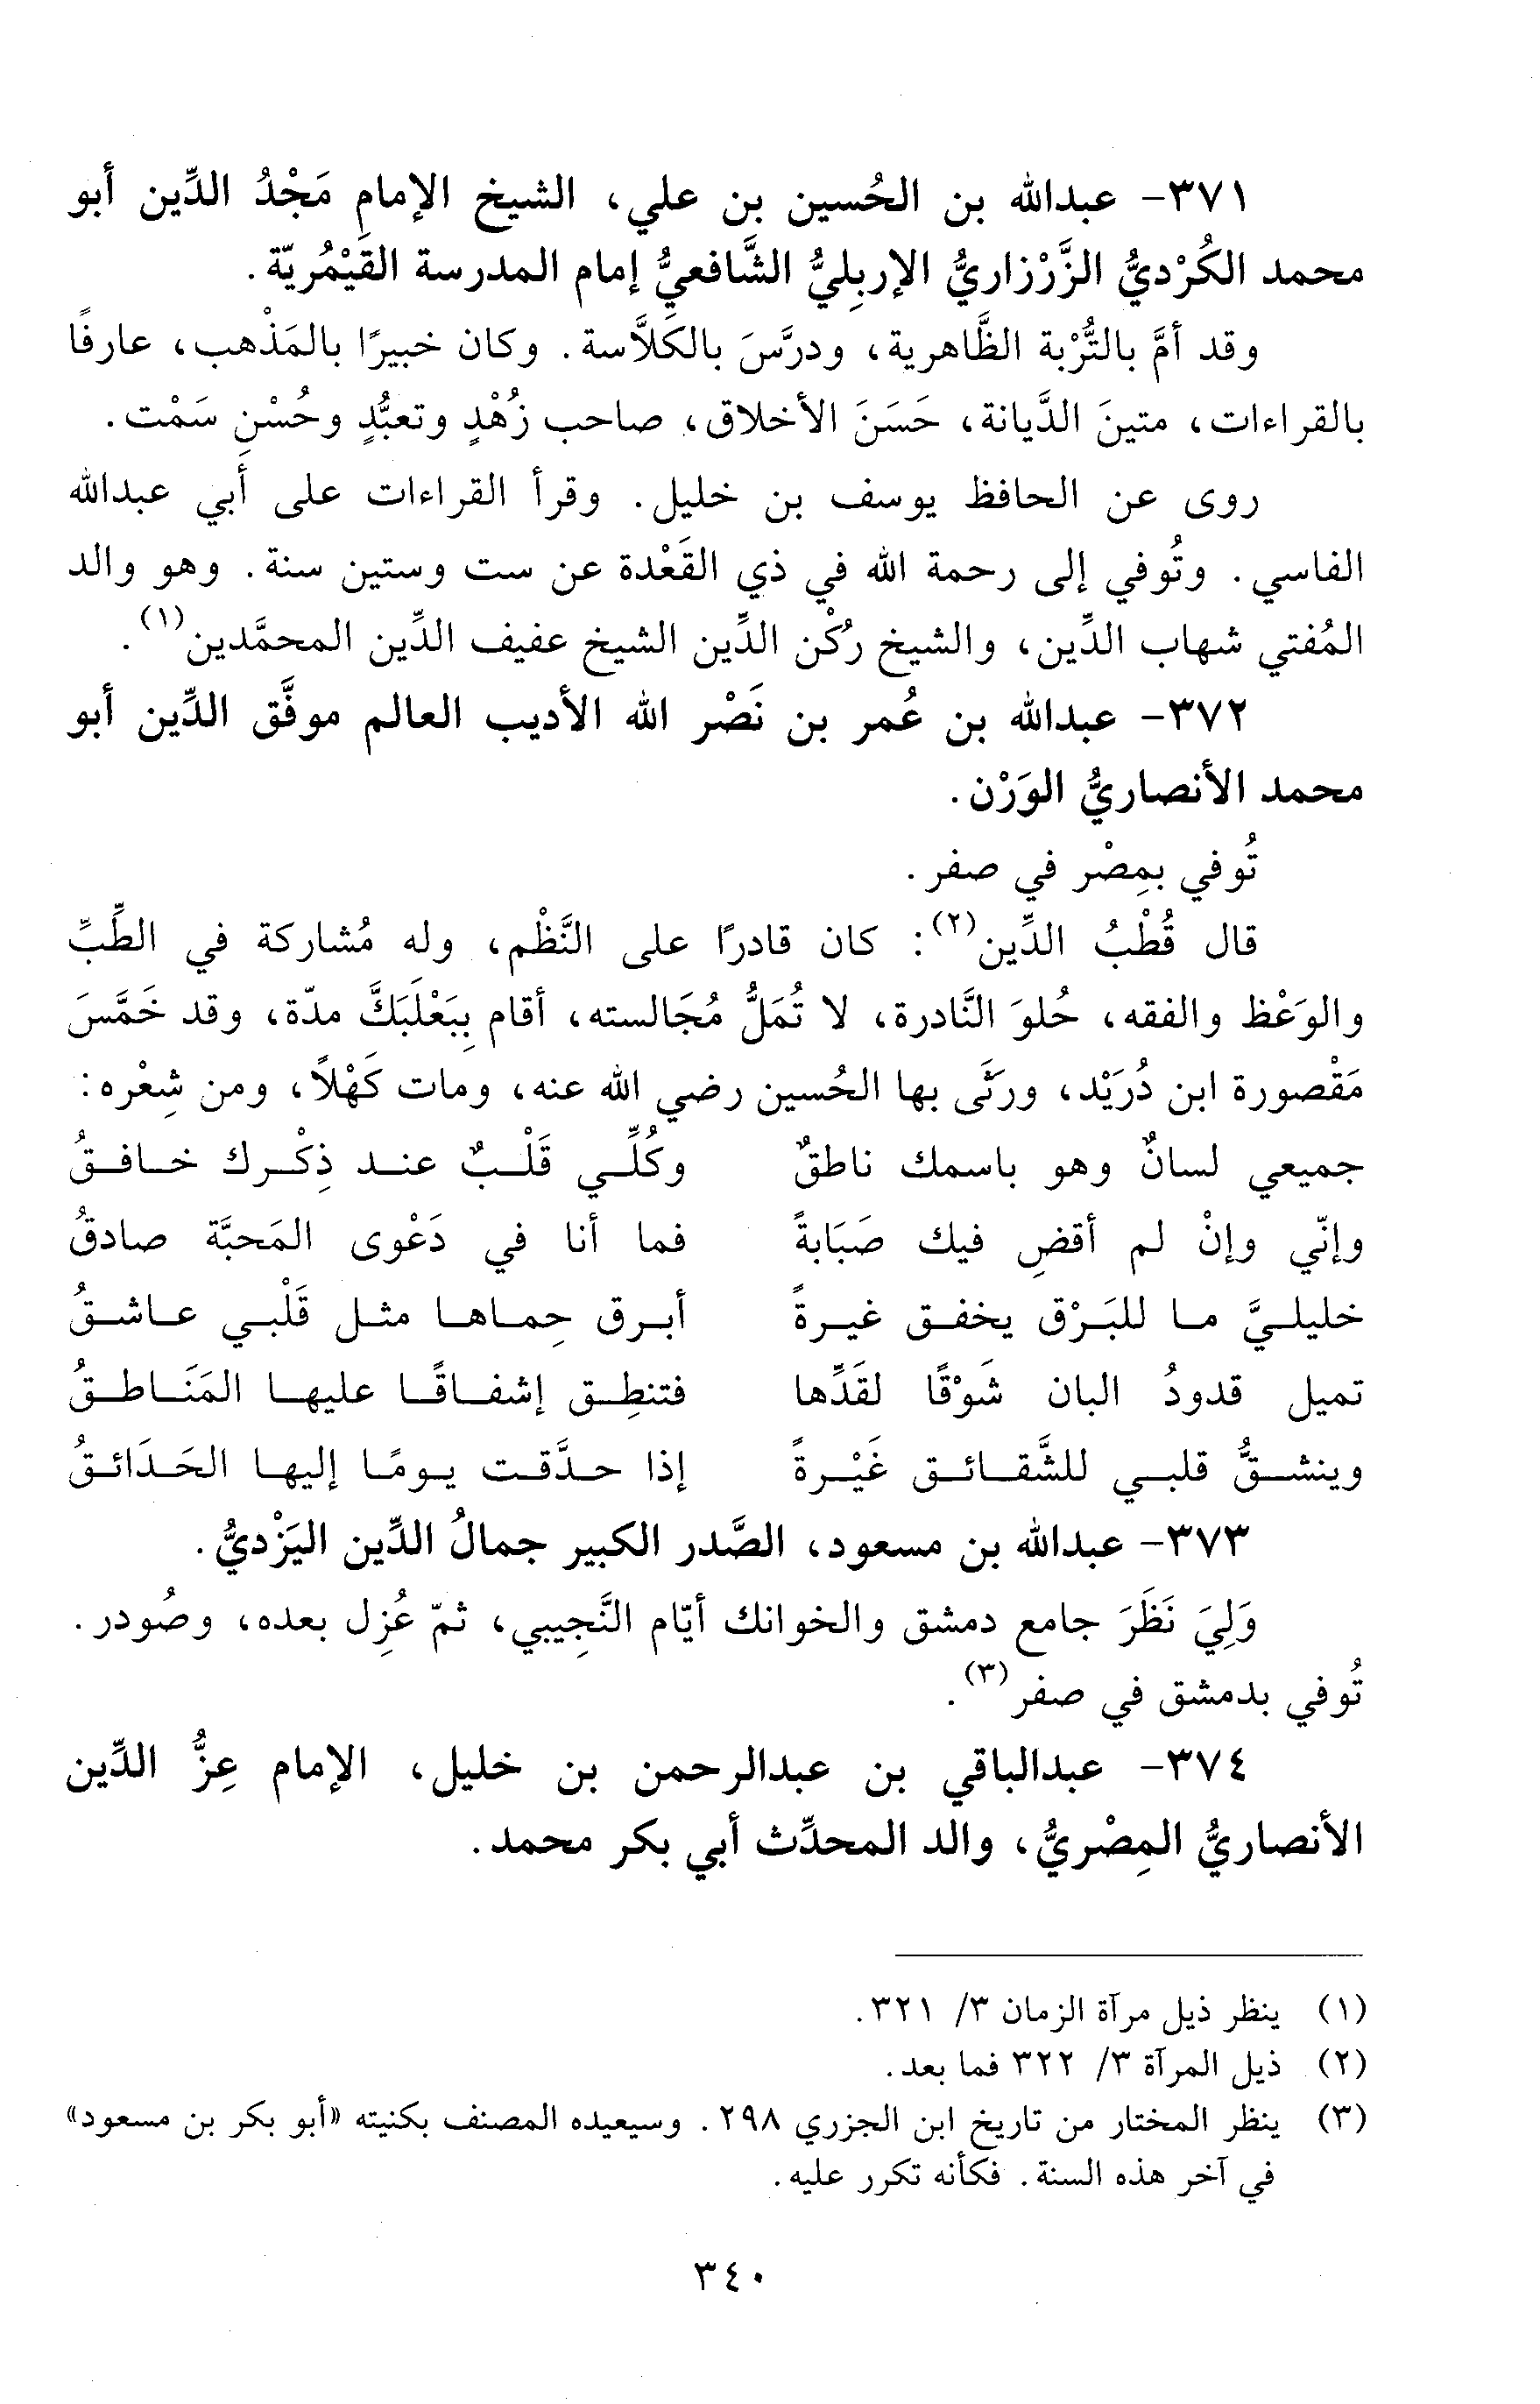 ٣٧١- عبدالله بن الحُسين بن علي، الشيخ الإمام مَجْدُ الدِّين أبو
محمد الكُرْديُّ الزَّرْزاريُّ الإربِليُّ الشَّافعيُّ إمام المدرسة القَيْمُريّة.
وقد أمَّ بالتُّرْبة الظَّاهرية، ودرَّسَ بالكَلاَّسة. وكان خبيرًا بالمَذْهب، عارفًا
بالقراءات، متينَ الدَّيانة، حَسَنَ الأخلاق، صاحب زُهْدٍ وتعبُّدٍ وحُسْنِ سَمْت.
روى عن الحافظ يوسف بن خليل. وقرأ القراءات على أبي عبدالله
الفاسي. وتُوفي إلى رحمة الله في ذي القَعْدة عن ست وستين سنة. وهو والد
المُفتي شهاب الدِّين، والشيخ رُكْن الدِّين الشيخ عفيف الدِّين المحمَّدين(١).
٣٧٢- عبدالله بن عُمر بن نَصْر الله الأديب العالم موفَّق الدِّين أبو
محمد الأنصاريُّ الوَرْن.
تُوفي بمِصْر في صفر.
قال قُطْبُ الدِّين(٢): كان قادرًا على النَّظْم، وله مُشاركة في الطِّبِّ
والوَعْظ والفقه، حُلوَ النَّادرة، لا تُمَلُّ مُجَالسته، أقام بِبَعْلَبَكَّ مدّة، وقد خَمَّسَ
مَقْصورة ابن دُرَيْد، ورثَى بها الحُسين رضي الله عنه، ومات كَهْلاً، ومن شِعْره:
جميعي لسانٌ وهو باسمك ناطقٌ وكُلِّي قَلْبٌ عند ذِكْرك خافقُ
وإنّي وإنْ لم أقضِ فيك صَبَابةً فما أنا في دَعْوى المَحبَّة صادقُ
خليليَّ ما للبَرْق يخفق غيرةً أبرق حِماها مثل قَلْبي عاشقُ
تميل قدودُ البان شَوْقًا لقَدِّها فتنطِق إشفاقًا عليها المَنَاطقُ
وينشقُّ قلبي للشَّقائق غَيْرةً إذا حدَّقت يومًا إليها الحَدَائقُ
٣٧٣- عبدالله بن مسعود، الصَّدر الكبير جمالُ الدِّين اليَزْديُّ.
وَلِيَ نَظَرَ جامع دمشق والخوانك أيّام النَّجِيبي، ثمّ عُزِل بعده، وصُودر.
تُوفي بدمشق في صفر(٣).
٣٧٤- عبدالباقي بن عبدالرحمن بن خليل، الإمام عِزُّ الدِّين
الأنصاريُّ المِصْريُّ، والد المحدِّث أبي بكر محمد.
(١) ينظر ذيل مرآة الزمان ٣/ ٣٢١.
(٢) ذيل المرآة ٣/ ٣٢٢ فما بعد.
(٣) ينظر المختار من تاريخ ابن الجزري ٢٩٨. وسيعيده المصنف بكنيته «أبو بكر بن مسعود»
في آخر هذه السنة. فكأنه تكرر عليه.
٣٤٠